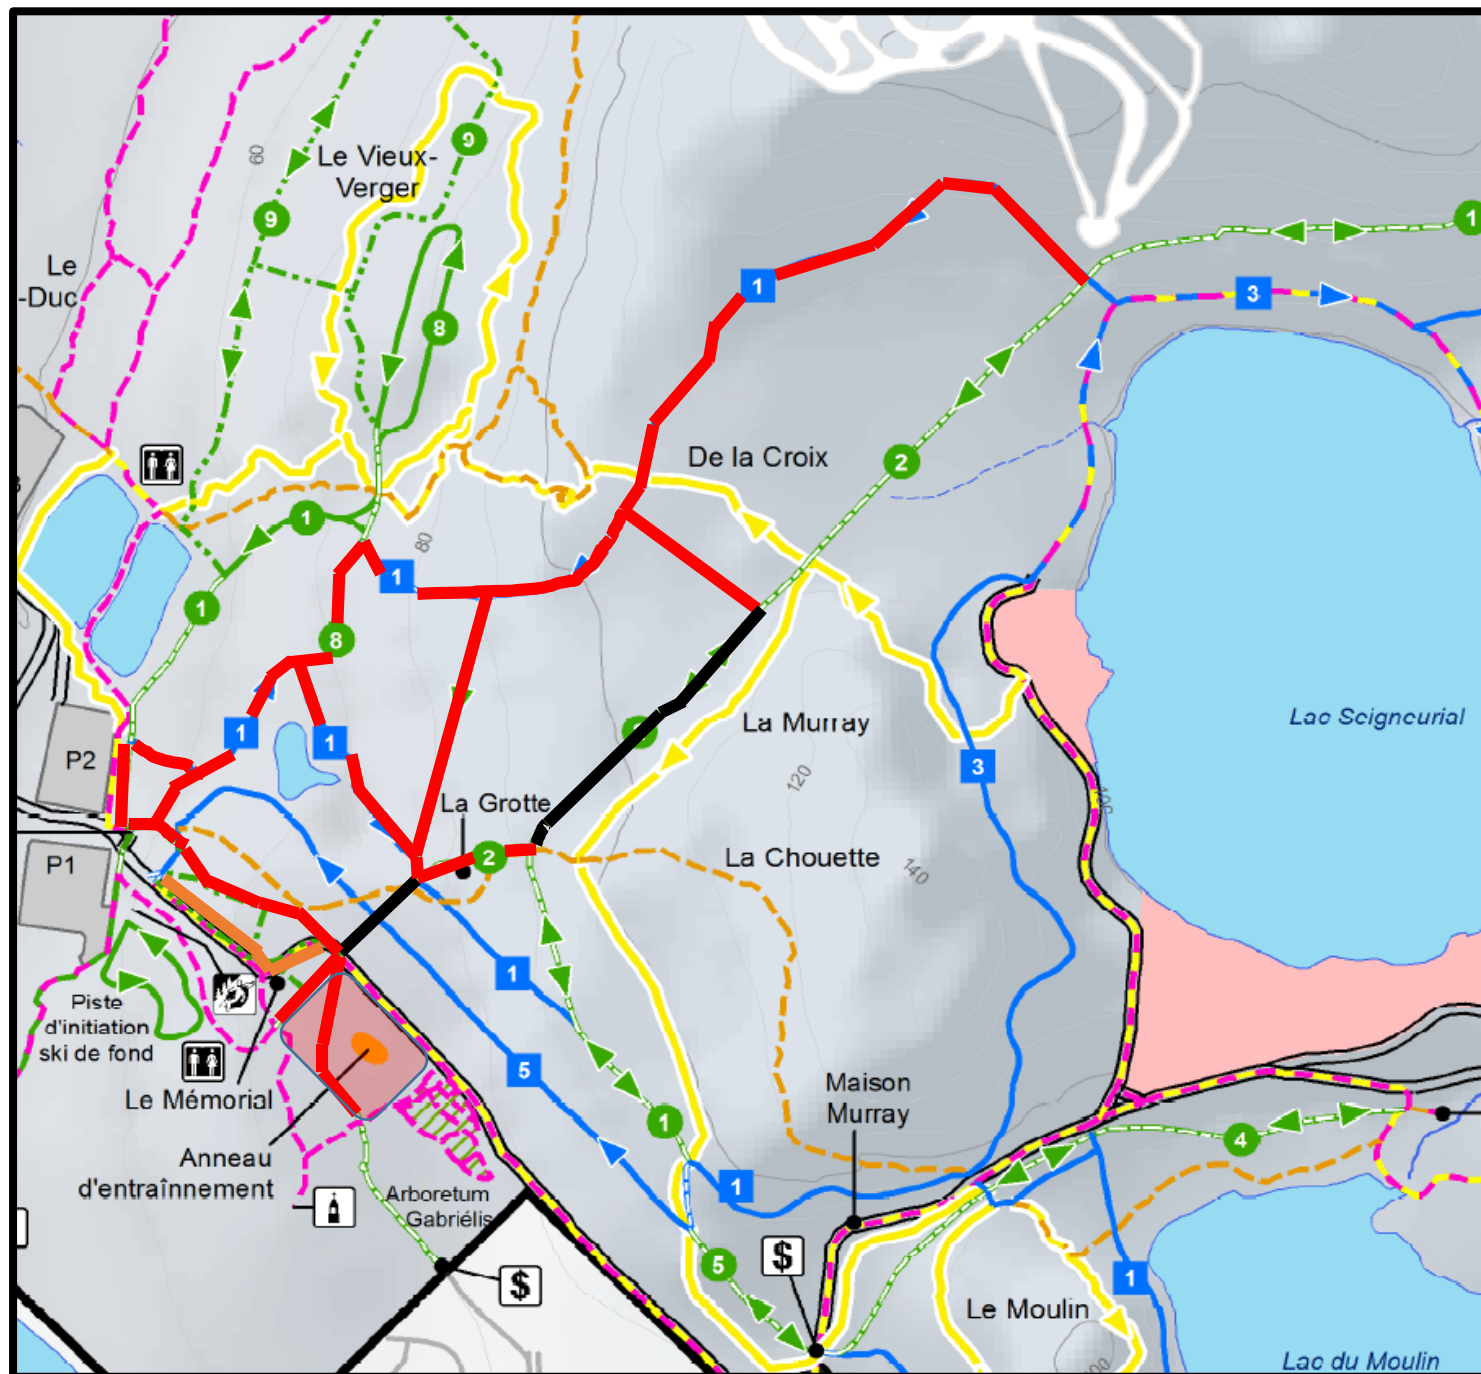 9
Le Vieux-
Verger
60
9
1
Le
-Duc
1
3
8
De la Croix
2
1
80
1
1
8
Lac Seigneurial
1
1
La Murray
P2
3
120
100
La Grotte
2
La Chouette
140
P1
1
Piste
d'initiation
ski de fond
5
Maison
Murray
Le Mémorial
1
4
Anneau
d'entraînnement
1
Arboretum
Gabriélis
$
5
$
1
Le Moulin
100
Lac du Moulin